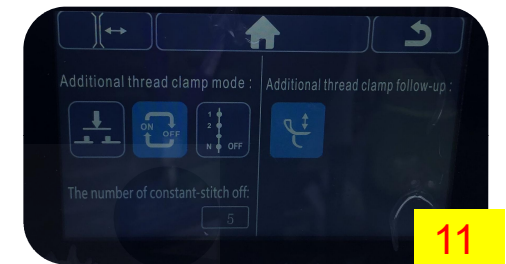 Additional thread clamp mode :
Additional thread clamp follow-up :
ON
OFF
1
2
N OFF
The number of constant-stitch off:
5
11